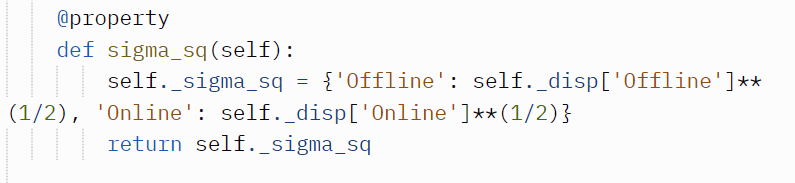 @property
def sigma_sq(self):
self._sigma_sq = {'Offline': self._disp['Offline']**
(1/2), 'Online': self._disp['Online']**(1/2)}
return self._sigma_sq